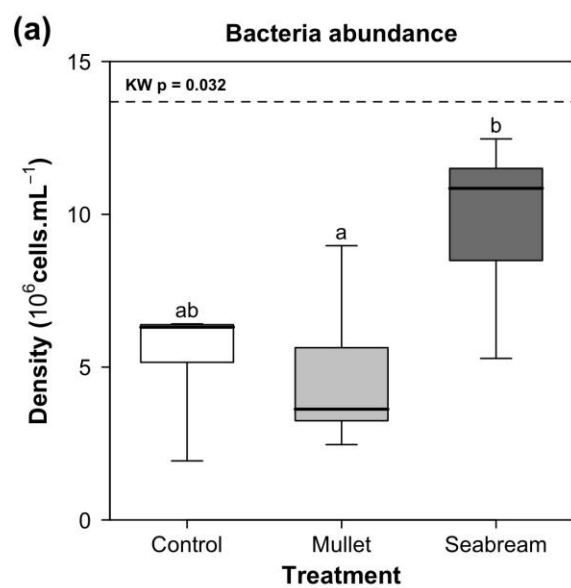 (a)
Bacteria abundance
15
KW p = 0.032
b
10
a
ab
5
0
Density (10⁶cells.mL⁻¹)
Control Mullet Seabream
Treatment